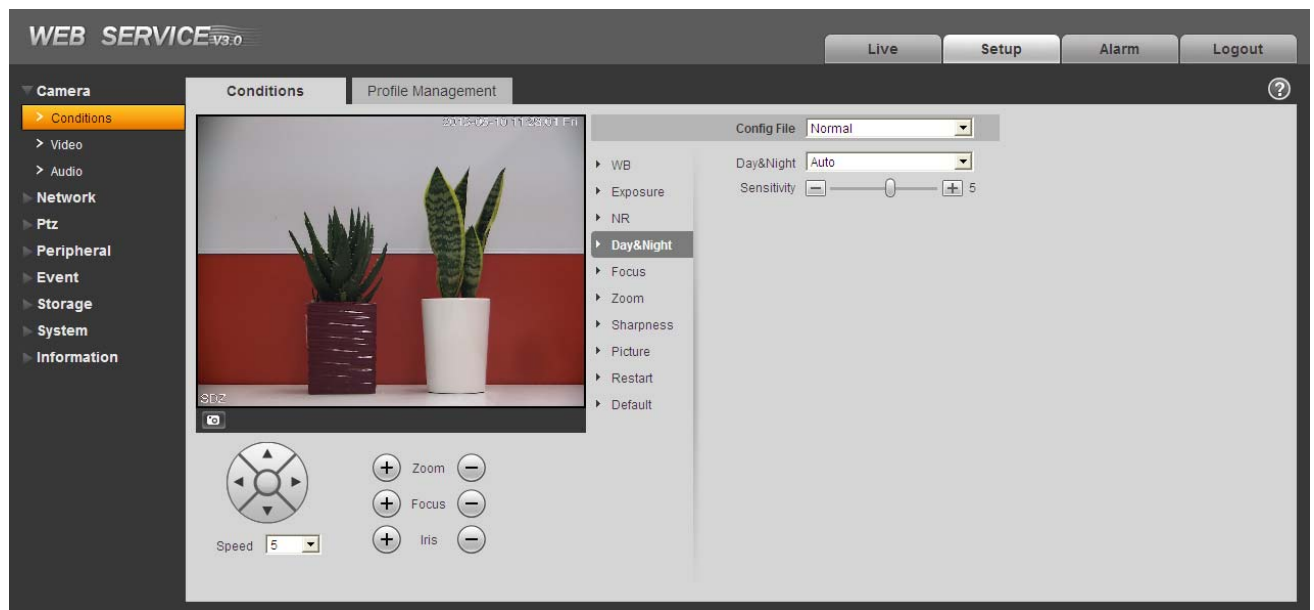 WEB SERVICE V3.0
Live
Setup
Alarm
Logout
Camera
Conditions
Video
Audio
Network
Ptz
Peripheral
Event
Storage
System
Information
Conditions
Profile Management
SDZ
Config File Normal
WB
Exposure
NR
Day&Night
Focus
Zoom
Sharpness
Picture
Restart
Default
Day&Night Auto
Sensitivity 5
Zoom
Focus
Iris
Speed 5